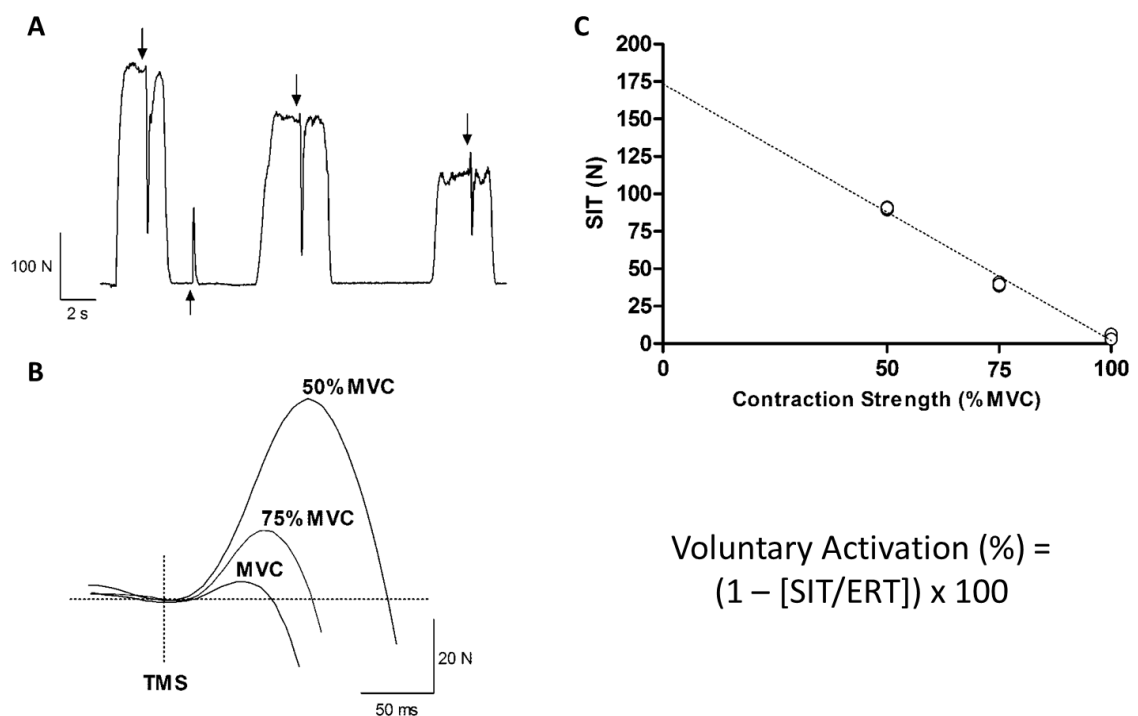 A
100 N
2 s
B
50% MVC
75% MVC
MVC
TMS
20 N
50 ms
C
SIT (N)
200
175
150
125
100
75
50
25
0
0
50
75
100
Contraction Strength (%MVC)
Voluntary Activation (%) =
(1 – [SIT/ERT]) x 100